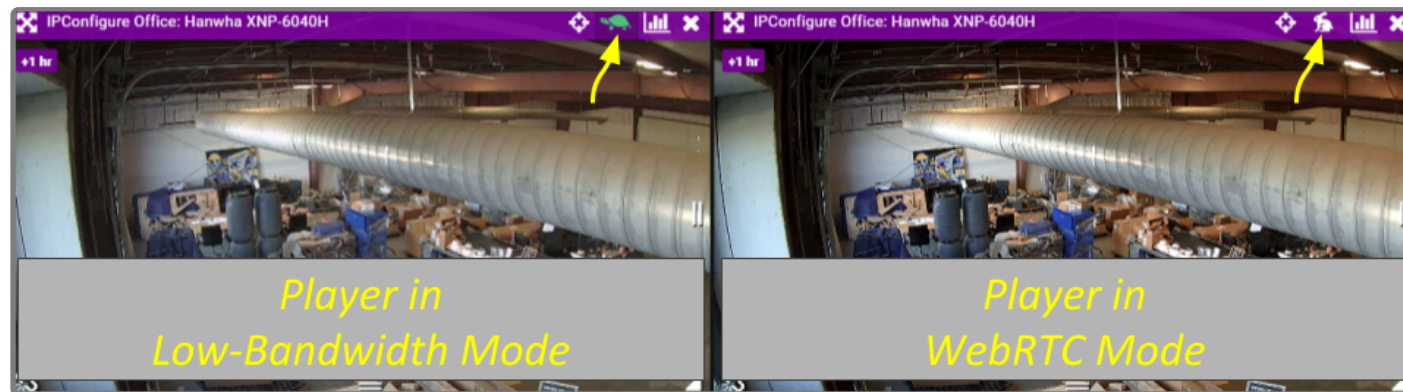 IPConfigure Office: Hanwha XNP-6040H
+1 hr
Player in
Low-Bandwidth Mode
IPConfigure Office: Hanwha XNP-6040H
+1 hr
Player in
WebRTC Mode